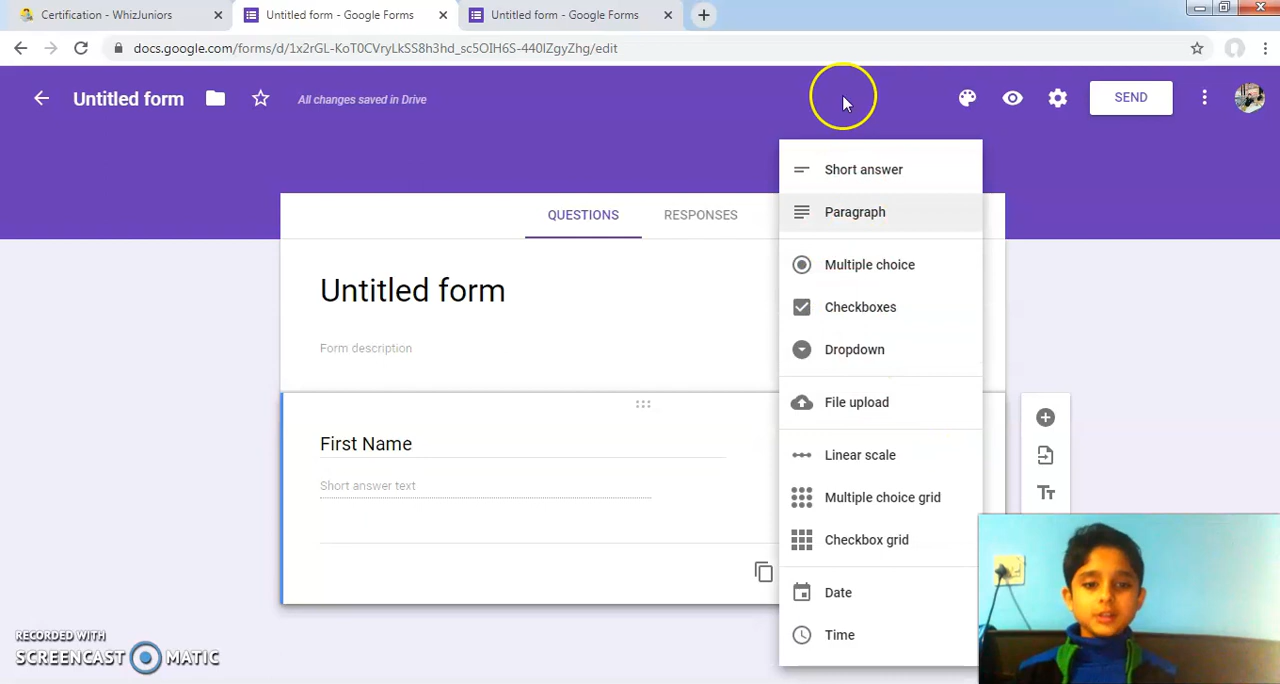 Certification - WhizJuniors
Untitled form - Google Forms
Untitled form - Google Forms
docs.google.com/forms/d/1x2rGL-KoT0CVryLkSS8h3hd_sc5OIH6S-440lZgyZhg/edit
Untitled form
All changes saved in Drive
SEND
QUESTIONS
RESPONSES
Untitled form
Form description
First Name
Short answer text
Short answer
Paragraph
Multiple choice
Checkboxes
Dropdown
File upload
Linear scale
Multiple choice grid
Checkbox grid
Date
Time
Tт
RECORDED WITH
SCREENCAST MATIC